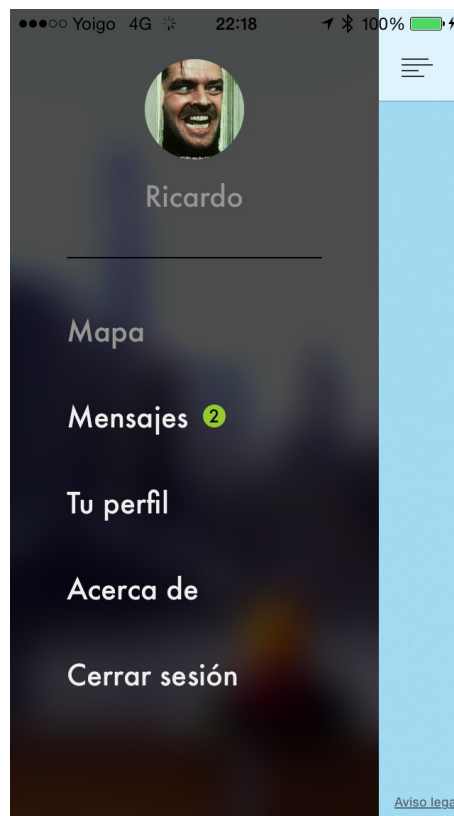 Yoigo 4G 22:18 100%
Ricardo
Mapa
Mensajes 2
Tu perfil
Acerca de
Cerrar sesión
Aviso lega